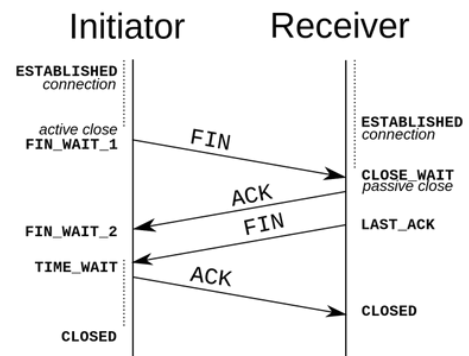 Initiator
Receiver
ESTABLISHED
connection
active close
FIN_WAIT_1
FIN
ESTABLISHED
connection
CLOSE_WAIT
passive close
ACK
FIN
FIN_WAIT_2
LAST_ACK
TIME_WAIT
ACK
CLOSED
CLOSED